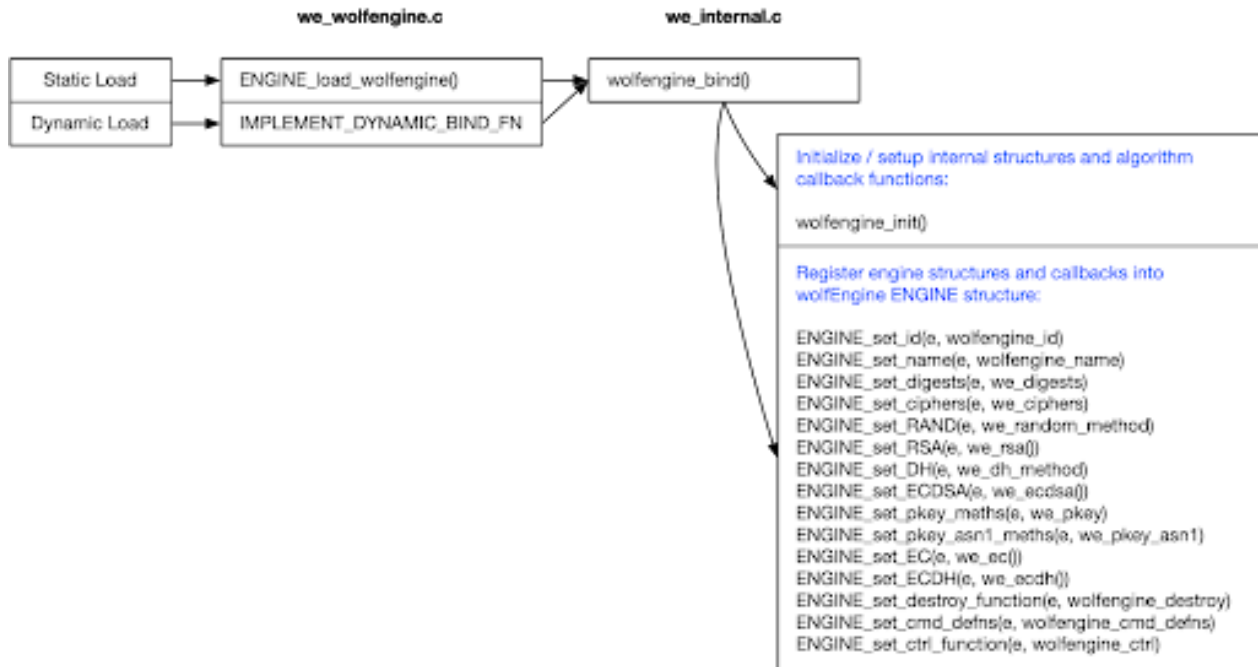 we_wolfengine.c
we_internal.c
Static Load
ENGINE_load_wolfengine()
wolfengine_bind()
Dynamic Load
IMPLEMENT_DYNAMIC_BIND_FN
Initialize / setup internal structures and algorithm
callback functions:
wolfengine_init()
Register engine structures and callbacks into
wolfEngine ENGINE structure:
ENGINE_set_id(e, wolfengine_id)
ENGINE_set_name(e, wolfengine_name)
ENGINE_set_digests(e, we_digests)
ENGINE_set_ciphers(e, we_ciphers)
ENGINE_set_RAND(e, we_random_method)
ENGINE_set_RSA(e, we_rsa())
ENGINE_set_DH(e, we_dh_method)
ENGINE_set_ECDSA(e, we_ecdsa())
ENGINE_set_pkey_meths(e, we_pkey)
ENGINE_set_pkey_asn1_meths(e, we_pkey_asn1)
ENGINE_set_EC(e, we_ec())
ENGINE_set_ECDH(e, we_ecdh())
ENGINE_set_destroy_function(e, wolfengine_destroy)
ENGINE_set_cmd_defns(e, wolfengine_cmd_defns)
ENGINE_set_ctrl_function(e, wolfengine_ctrl)